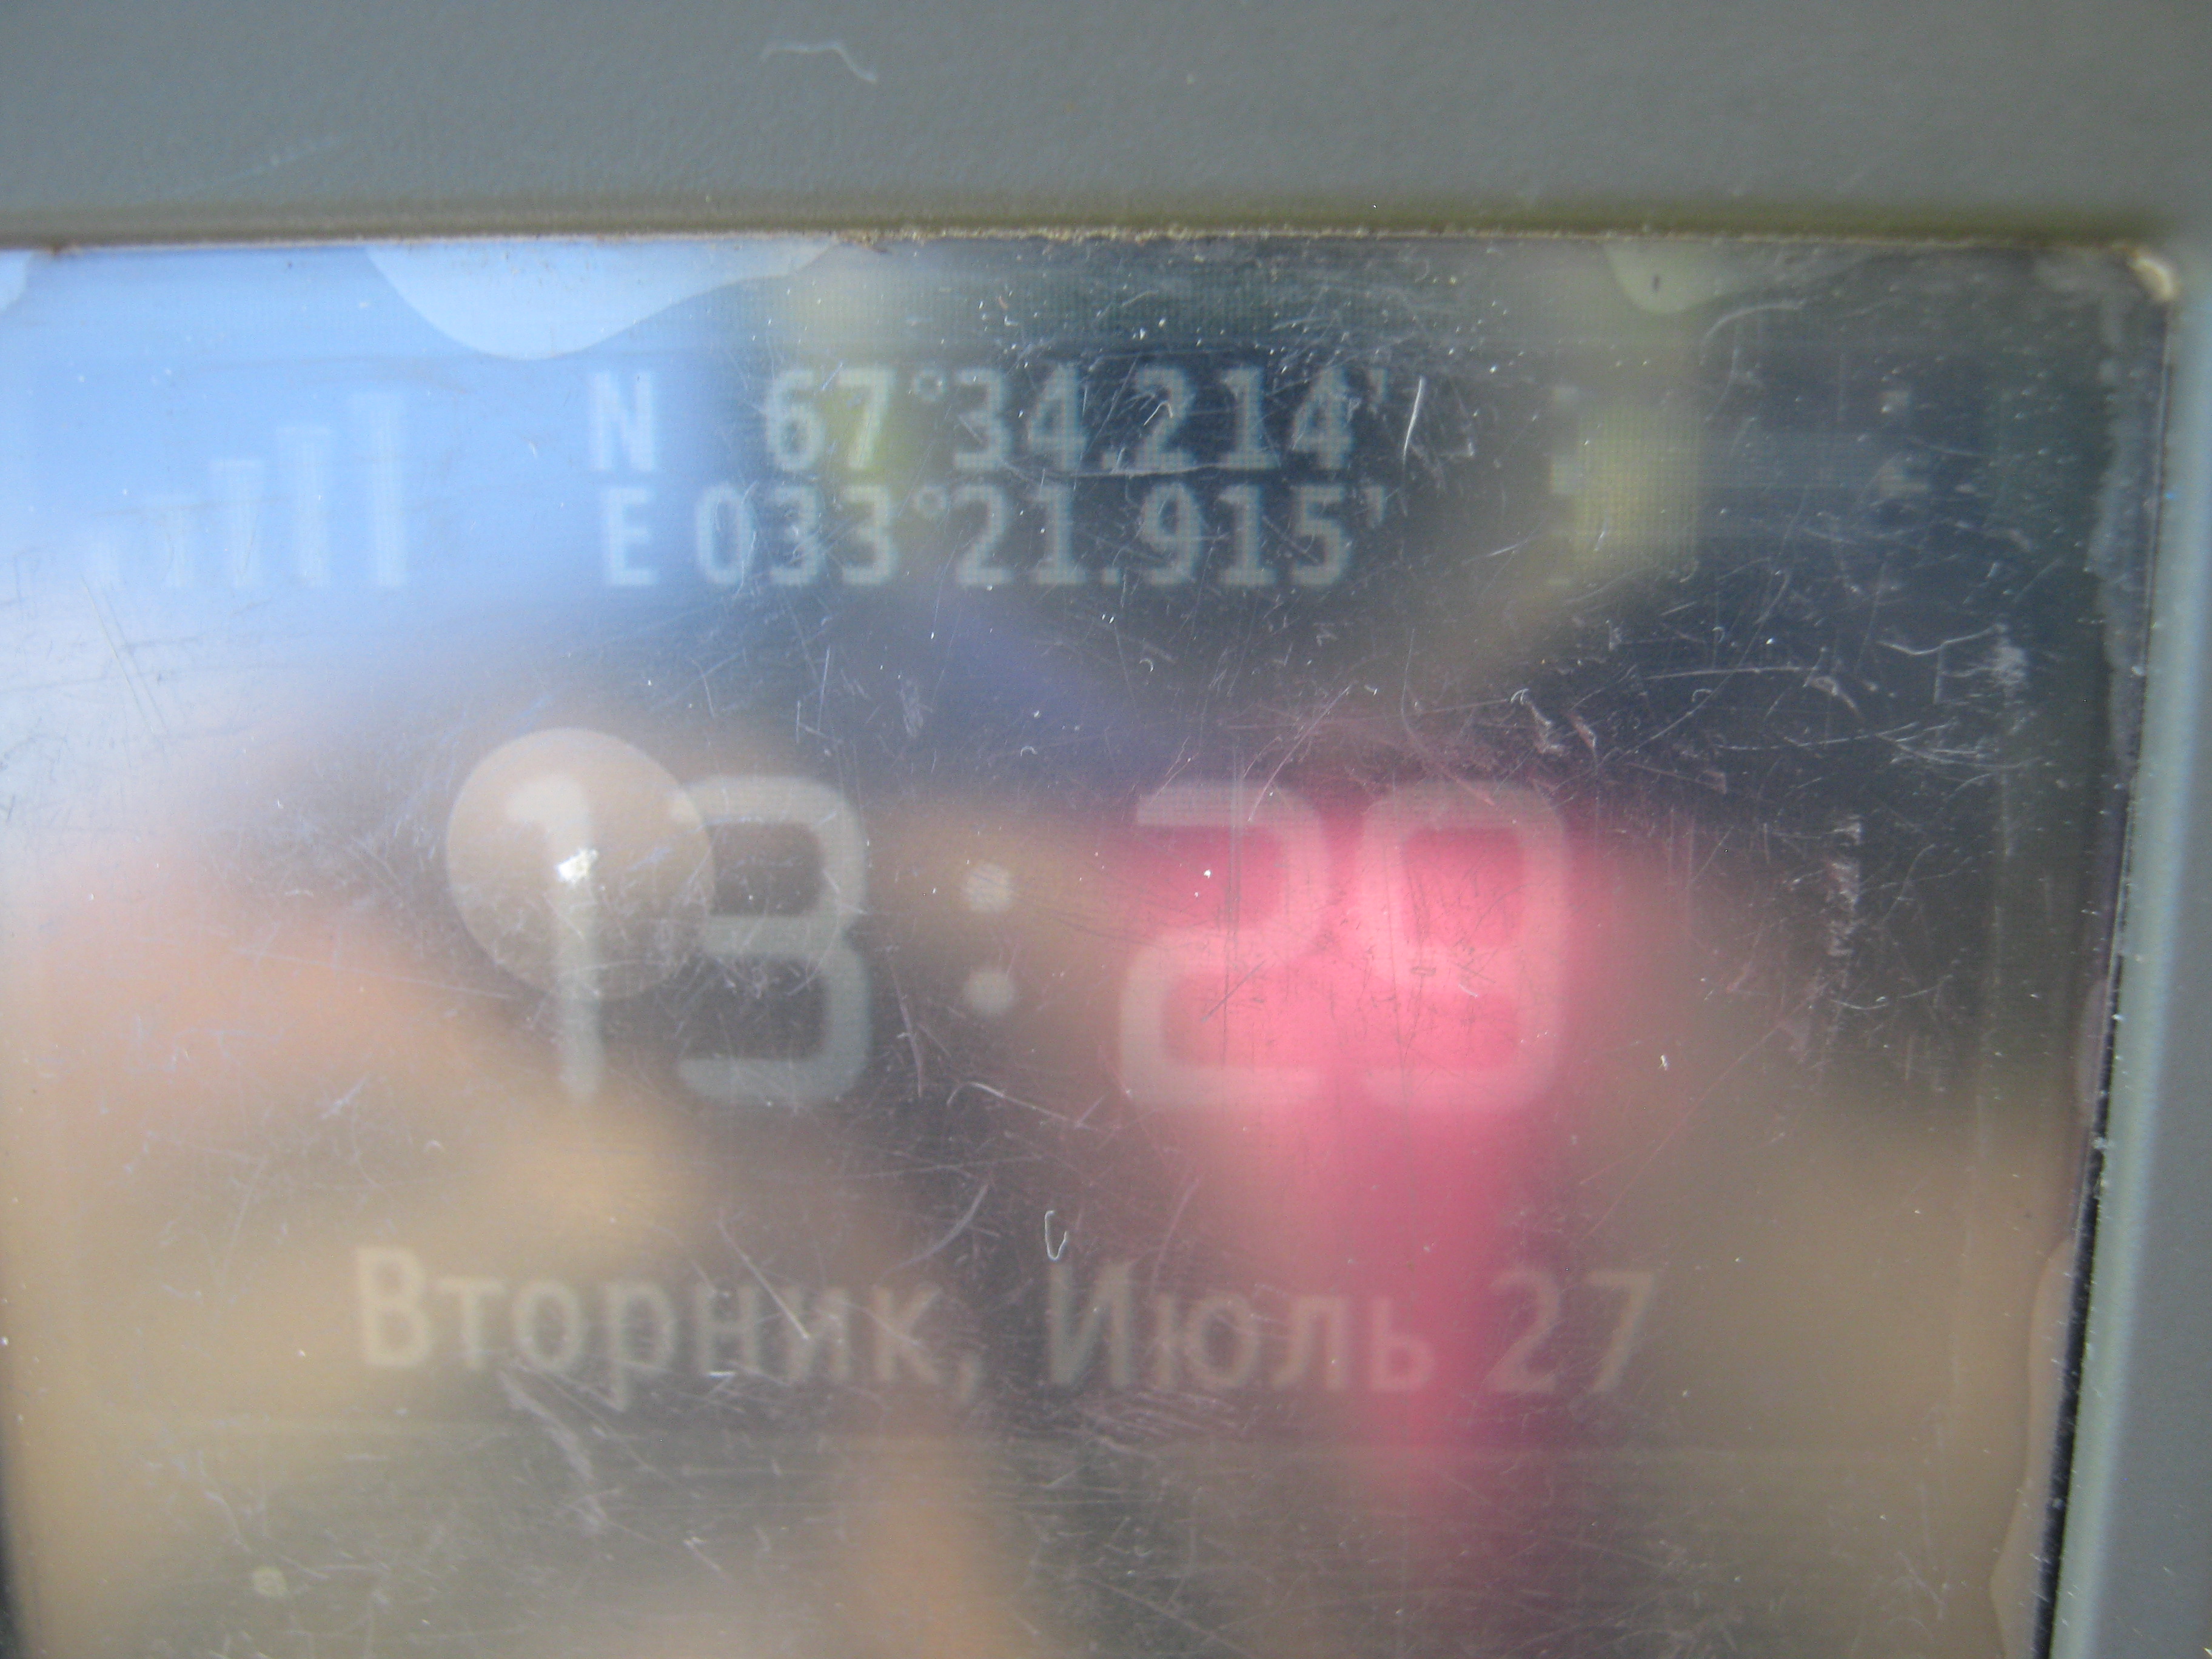 N 67°34.214'
E 033°21.915'
13:29
Вторник, Июль 27